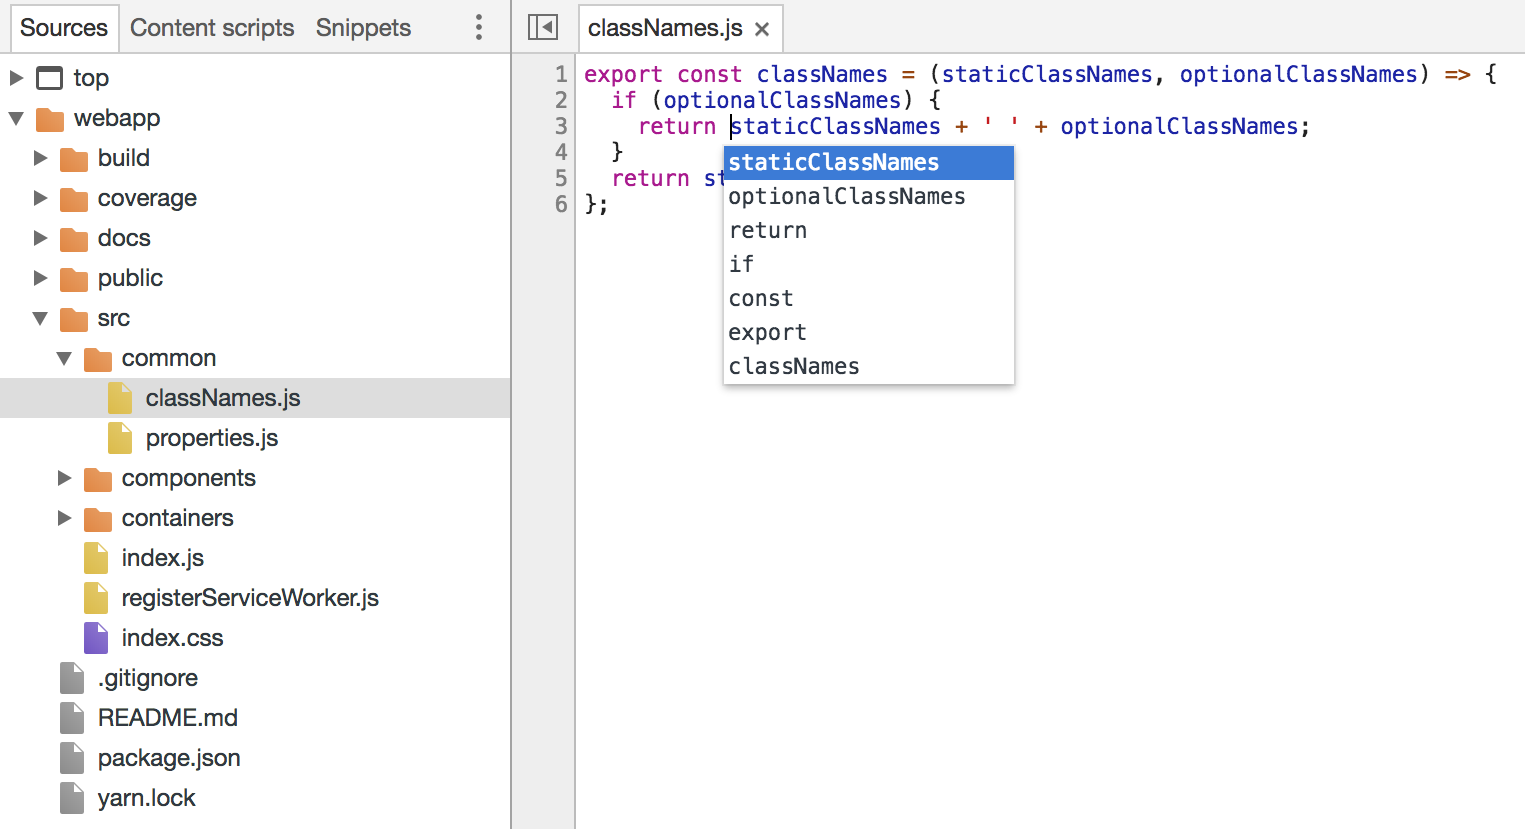 Sources Content scripts Snippets
top
webapp
build
coverage
docs
public
src
common
classNames.js
properties.js
components
containers
index.js
registerServiceWorker.js
index.css
.gitignore
README.md
package.json
yarn.lock
classNames.js ×
1 export const classNames = (staticClassNames, optionalClassNames) => {
2   if (optionalClassNames) {
3     return staticClassNames + ' ' + optionalClassNames;
4   }
5   return st
6 };
staticClassNames
optionalClassNames
return
if
const
export
classNames